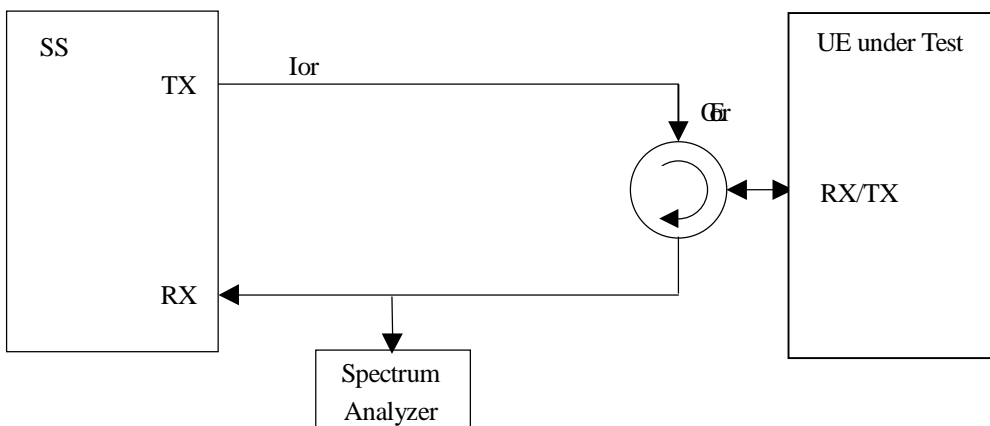 SS
UE under Test
Ior
TX
RX/TX
RX
Spectrum
Analyzer